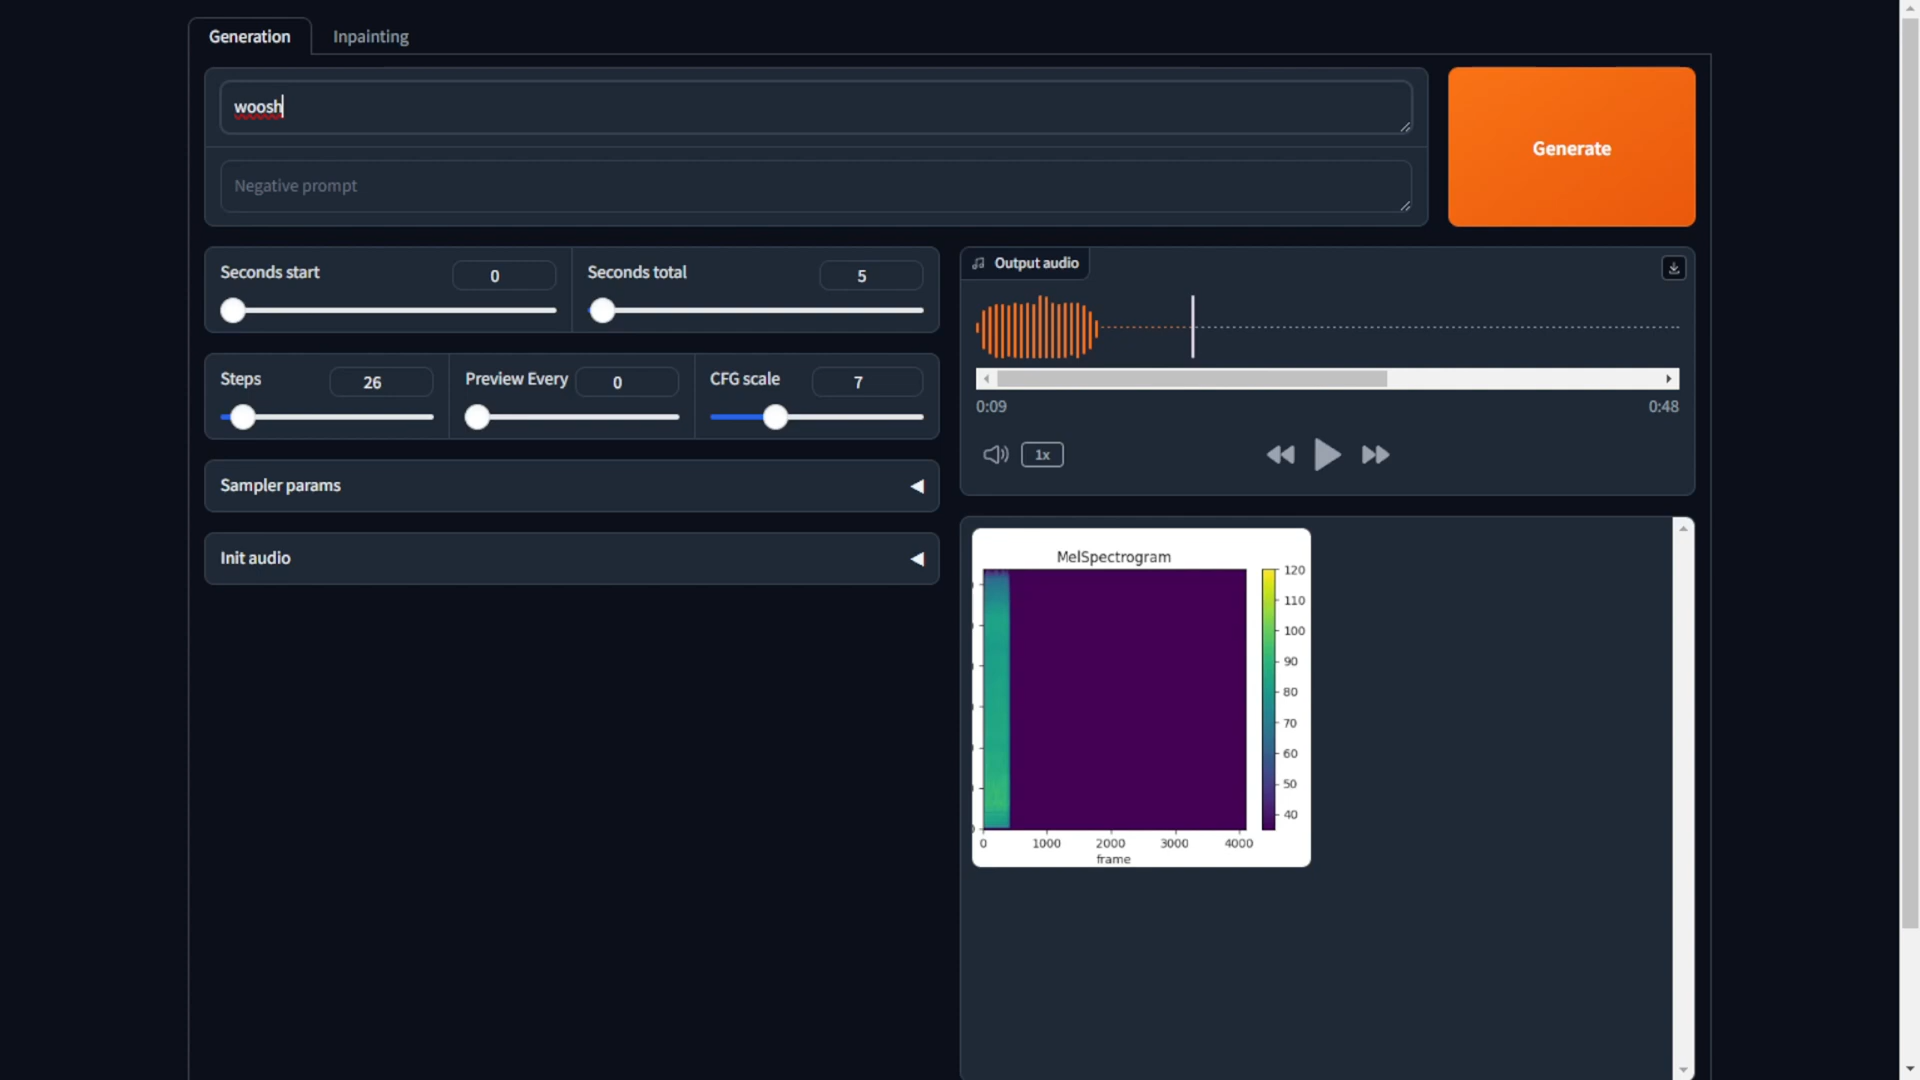 Generation Inpainting
woosh
Negative prompt
Generate
Seconds start 0 Seconds total 5
Steps 26 Preview Every 0 CFG scale 7
Sampler params
Init audio
Output audio
0:09 0:48
1x
MelSpectrogram
120
110
100
90
80
70
60
50
40
0 1000 2000 3000 4000
frame